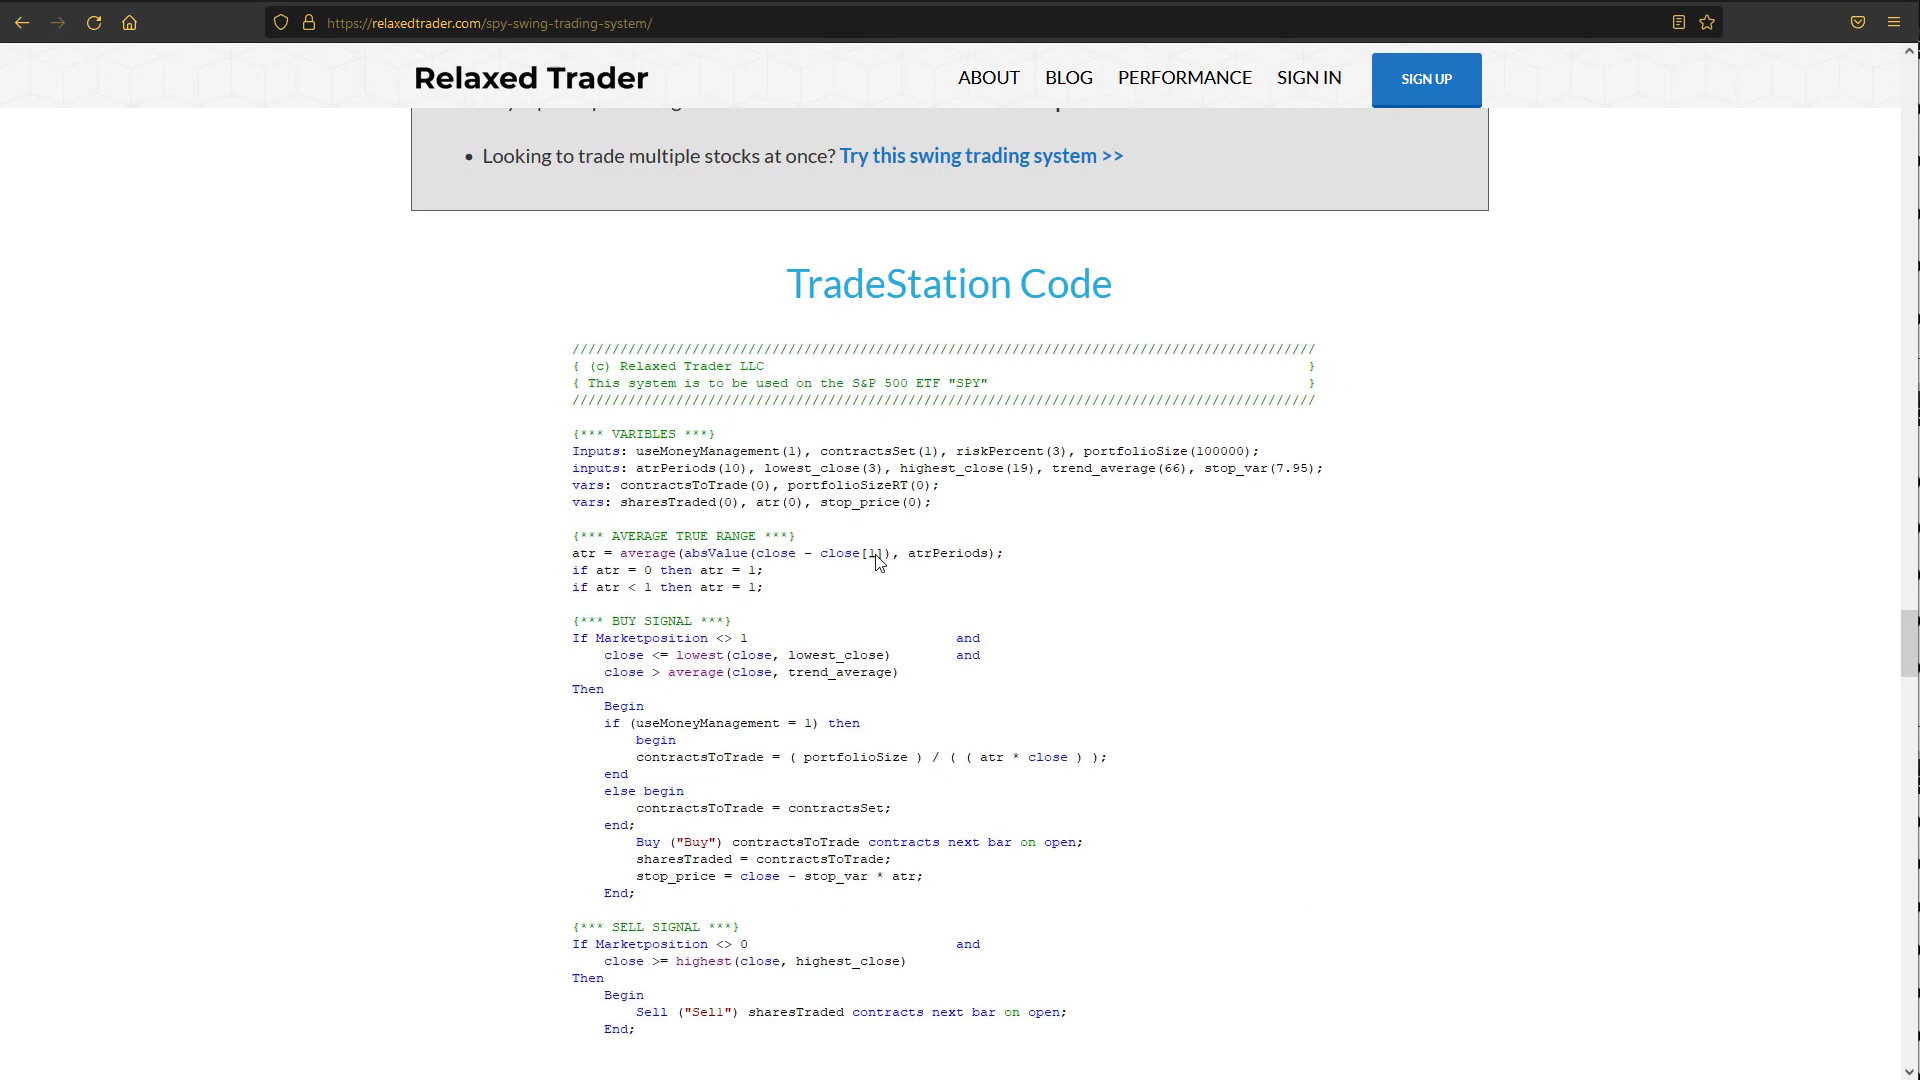 https://relaxedtrader.com/spy-swing-trading-system/
Relaxed Trader
ABOUT BLOG PERFORMANCE SIGN IN SIGN UP
• Looking to trade multiple stocks at once? Try this swing trading system >>
TradeStation Code
/////////////////////////////////////////////////////////////////////////////////////////////
{ (c) Relaxed Trader LLC }
{ This system is to be used on the S&P 500 ETF "SPY" }
/////////////////////////////////////////////////////////////////////////////////////////////
{*** VARIBLES ***}
Inputs: useMoneyManagement(1), contractsSet(1), riskPercent(3), portfolioSize(100000);
inputs: atrPeriods(10), lowest_close(3), highest_close(19), trend_average(66), stop_var(7.95);
vars: contractsToTrade(0), portfolioSizeRT(0);
vars: sharesTraded(0), atr(0), stop_price(0);
{*** AVERAGE TRUE RANGE ***}
atr = average(absValue(close - close[1]), atrPeriods);
if atr = 0 then atr = 1;
if atr < 1 then atr = 1;
{*** BUY SIGNAL ***}
If Marketposition <> 1 and
close <= lowest(close, lowest_close) and
close > average(close, trend_average)
Then
Begin
if (useMoneyManagement = 1) then
begin
contractsToTrade = ( portfolioSize ) / ( ( atr * close ) );
end
else begin
contractsToTrade = contractsSet;
end;
Buy ("Buy") contractsToTrade contracts next bar on open;
sharesTraded = contractsToTrade;
stop_price = close - stop_var * atr;
End;
{*** SELL SIGNAL ***}
If Marketposition <> 0 and
close >= highest(close, highest_close)
Then
Begin
Sell ("Sell") sharesTraded contracts next bar on open;
End;